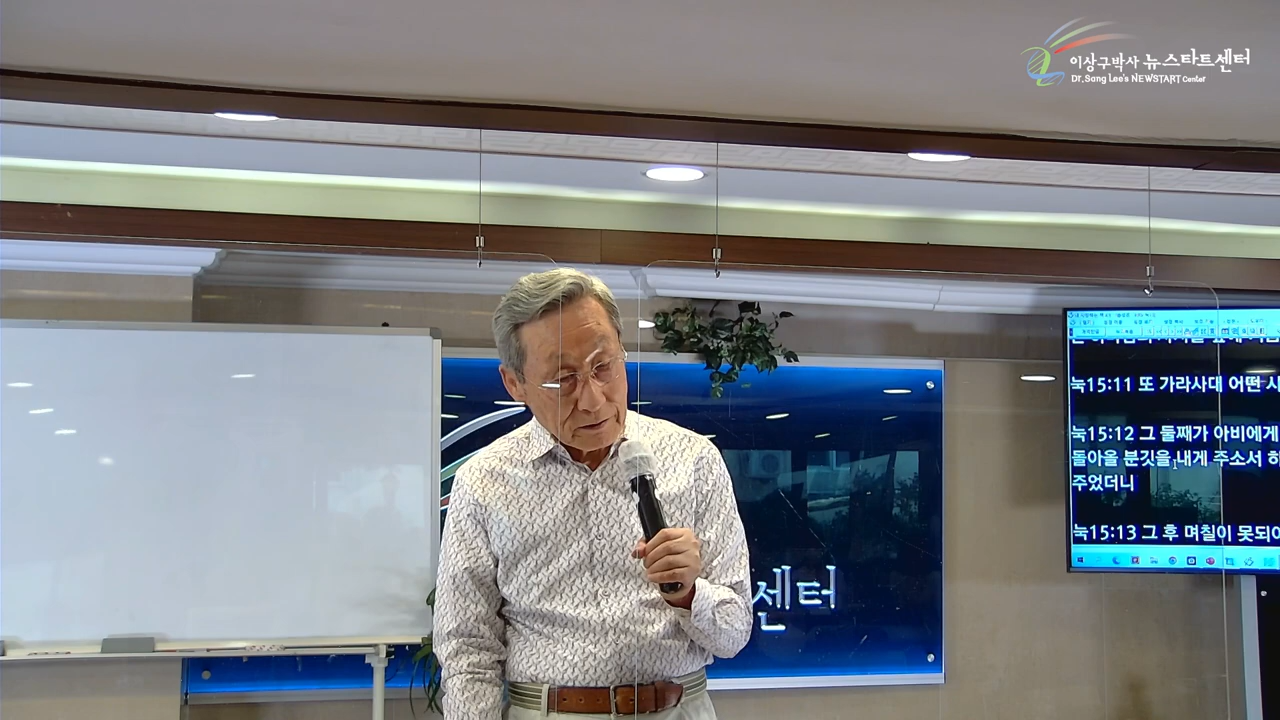 이상구박사 뉴스타트센터
Dr. Sang Lee's NEWSTART Center
눅15:11 또 가라사대 어떤 사
눅15:12 그 둘째가 아비에게
돌아올 분깃을 내게 주소서 하
주었더니
눅15:13 그 후 며칠이 못되어
센터